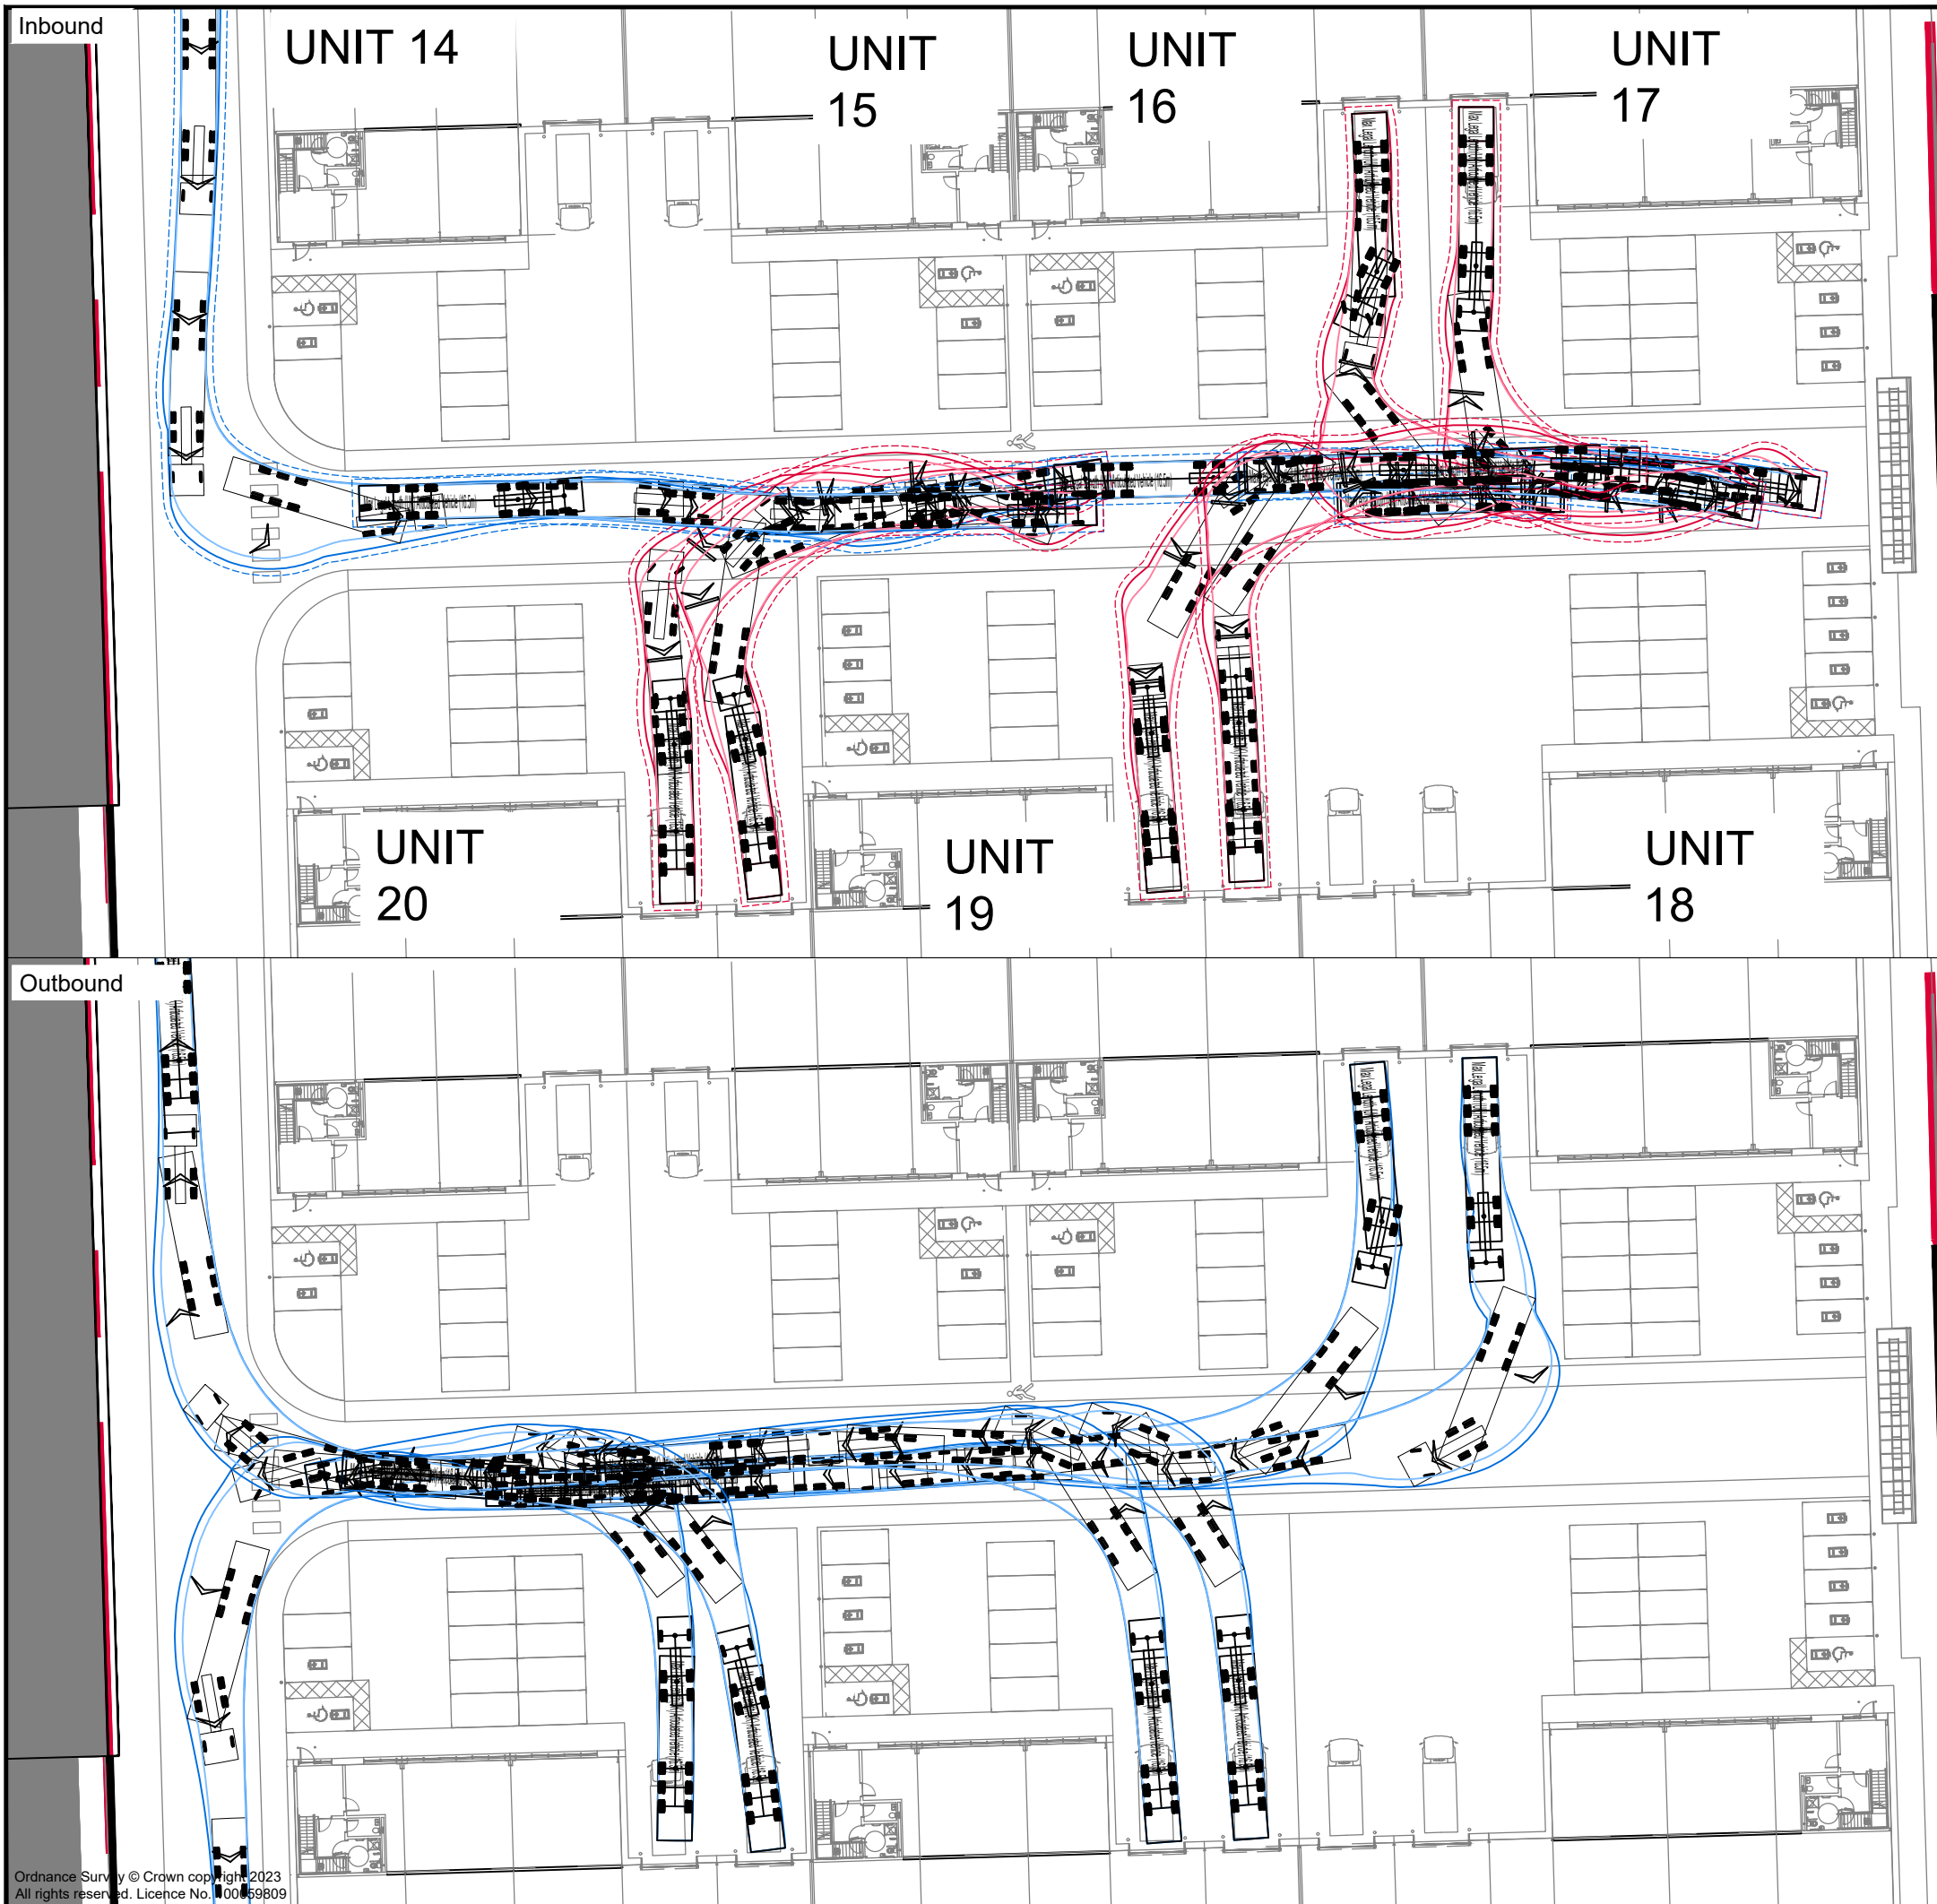 Inbound
UNIT 14
UNIT
15
UNIT
16
UNIT
17
UNIT
20
UNIT
19
UNIT
18
Outbound
Ordnance Survey © Crown copyright 2023
All rights reserved. Licence No. 100059809